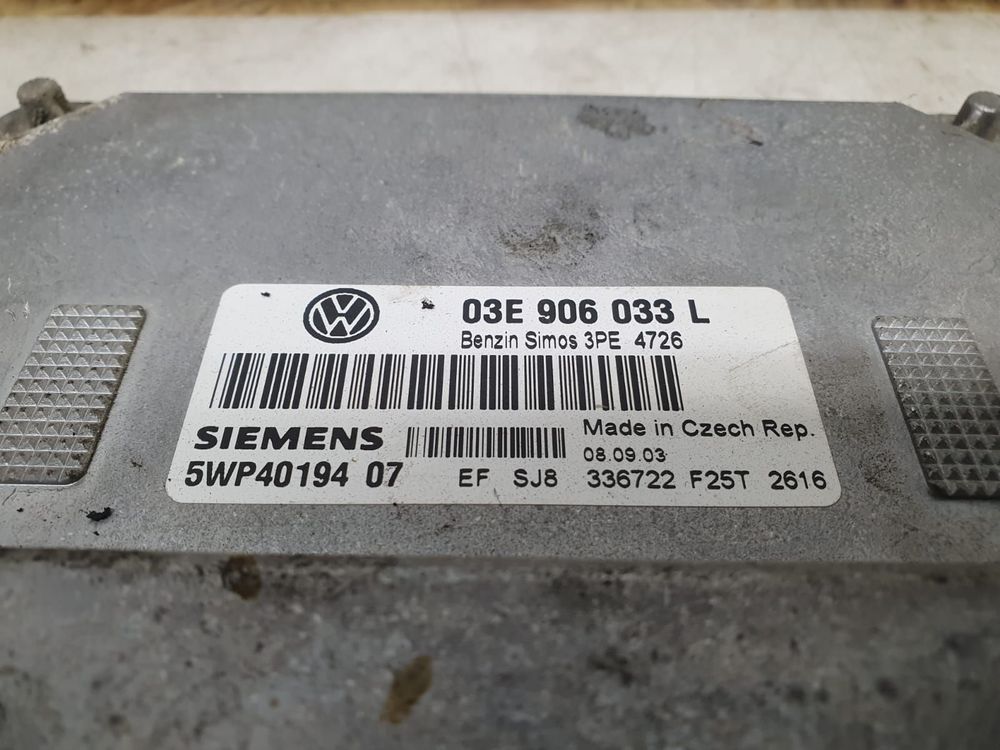 03E 906 033 L
Benzin Simos 3PE 4726
SIEMENS
Made in Czech Rep.
08.09.03
5WP40194 07
EF SJ8 336722 F25T 2616